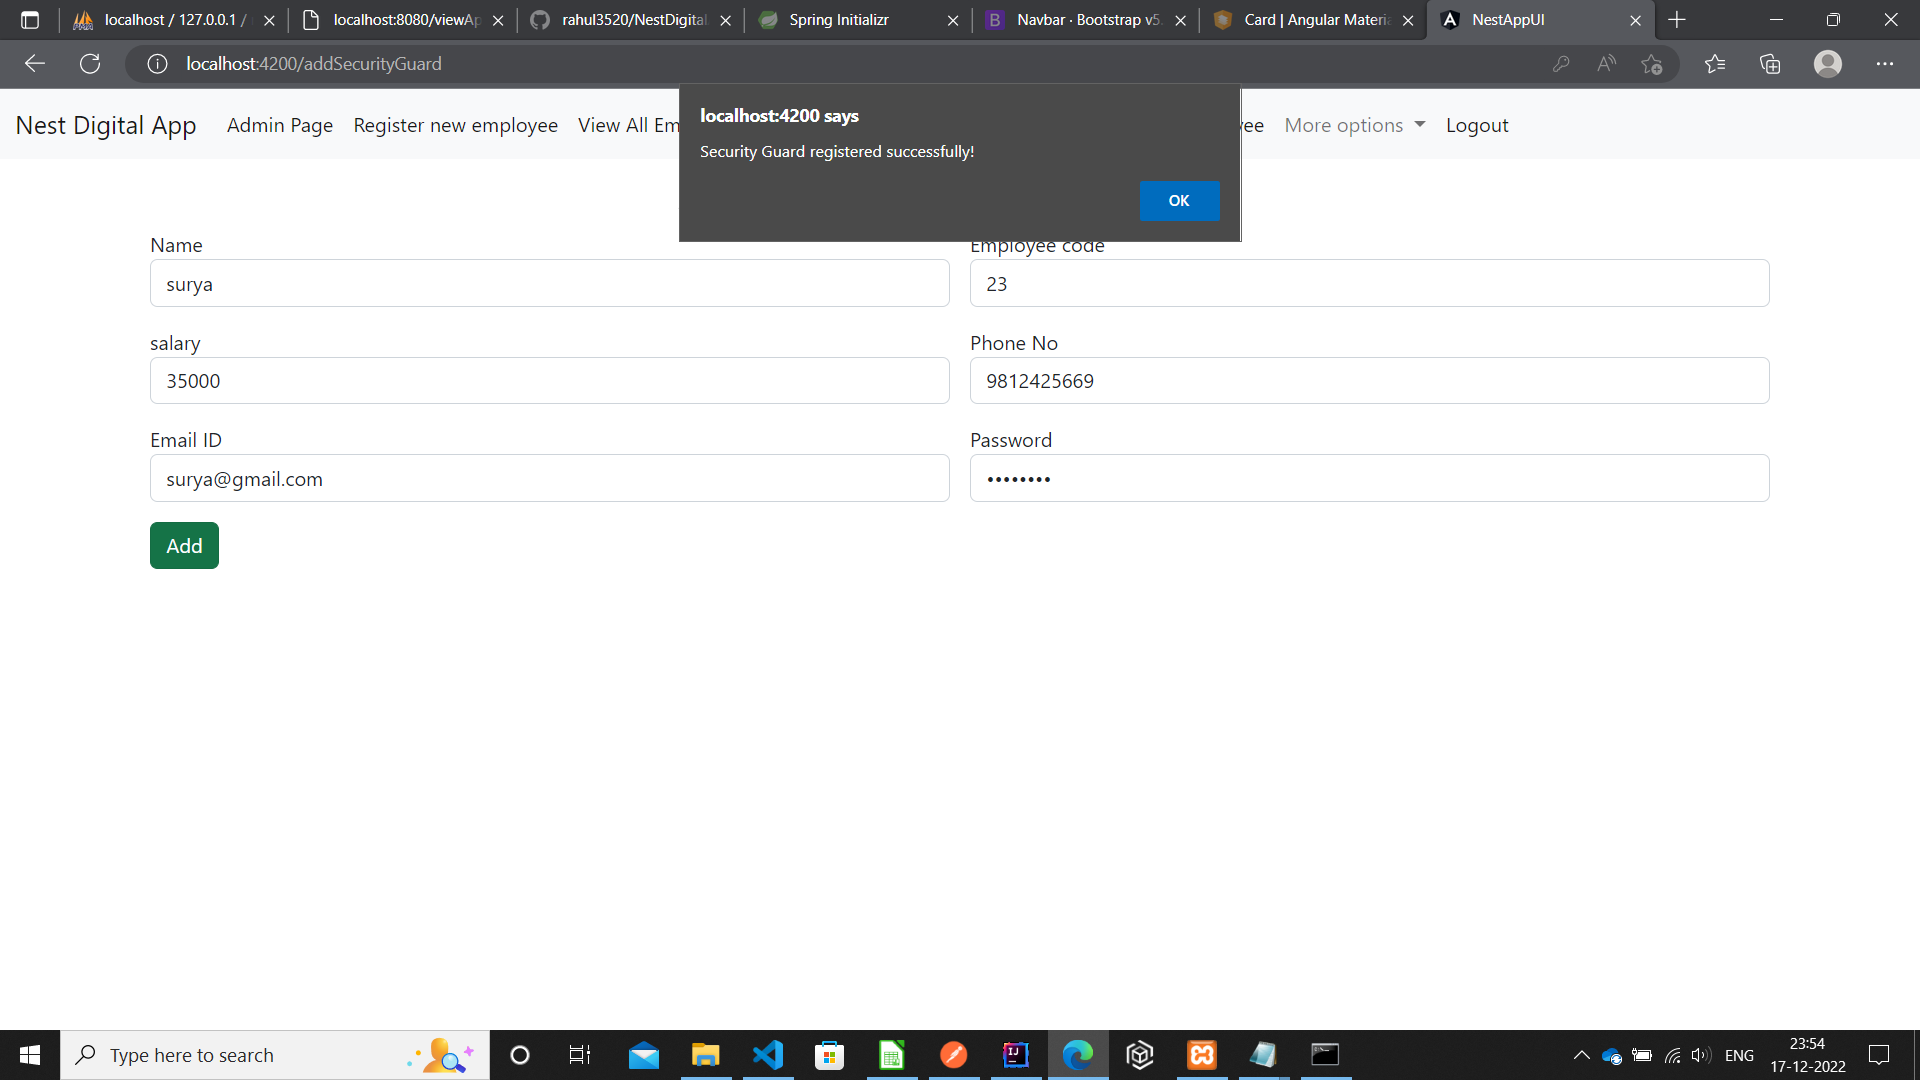 localhost / 127.0.0.1 /
localhost:8080/viewAp
rahul3520/NestDigital
Spring Initializr
Navbar · Bootstrap v5.
Card | Angular Materia
NestAppUI
localhost:4200/addSecurityGuard
localhost:4200 says
Security Guard registered successfully!
OK
Nest Digital App Admin Page Register new employee View All Em More options Logout
Name
surya
Employee code
23
salary
35000
Phone No
9812425669
Email ID
surya@gmail.com
Password
••••••••
Add
Type here to search
ENG
23:54
17-12-2022